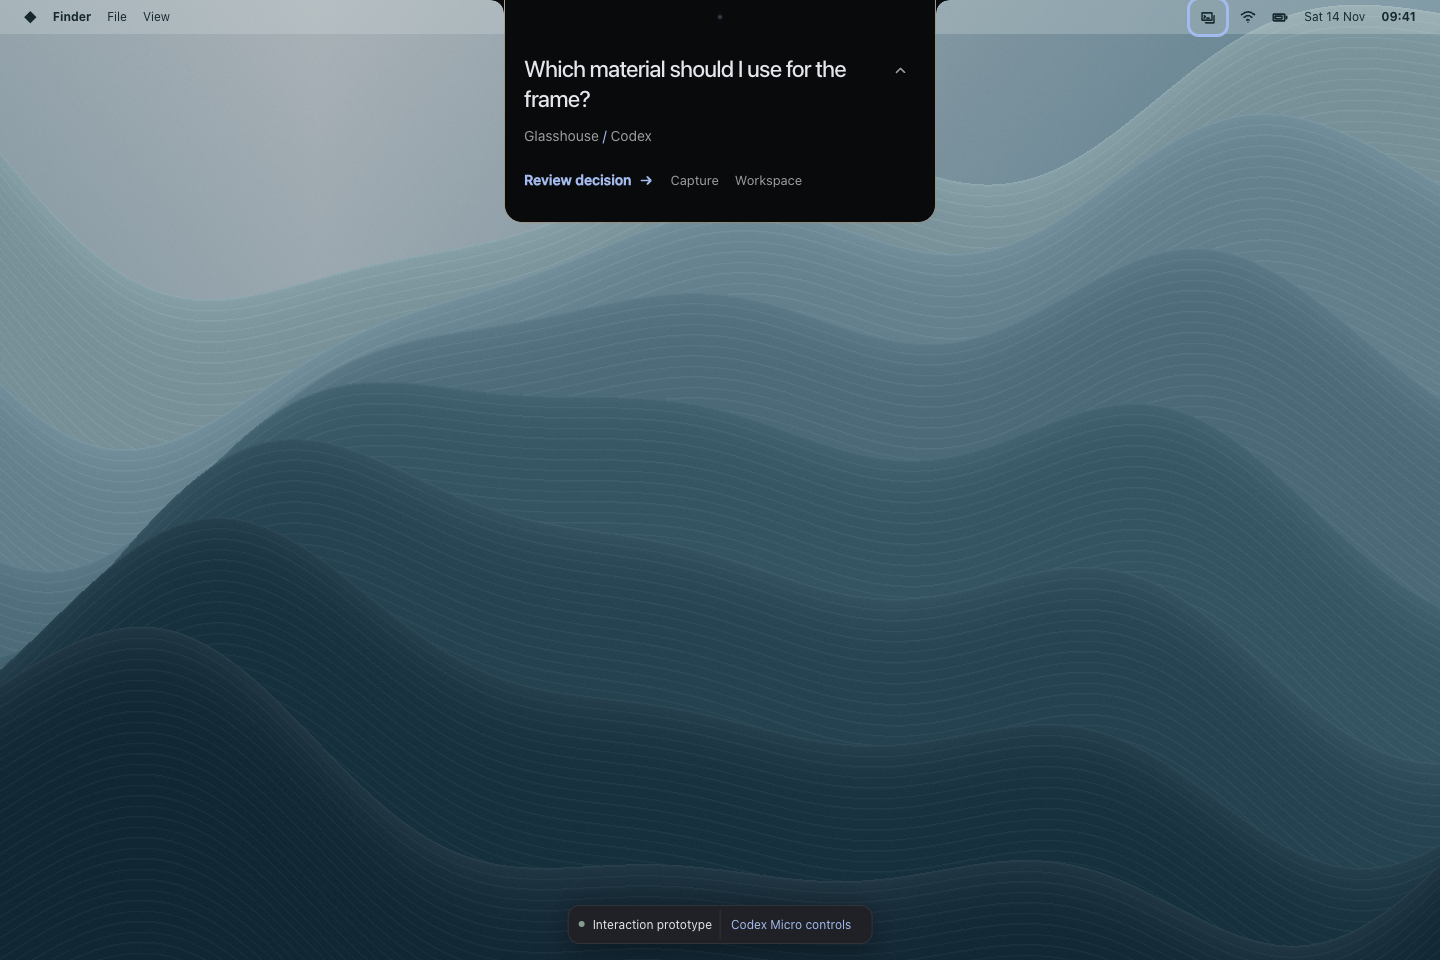 Finder File View
Sat 14 Nov 09:41
Which material should I use for the
frame?
Glasshouse / Codex
Review decision → Capture Workspace
Interaction prototype Codex Micro controls